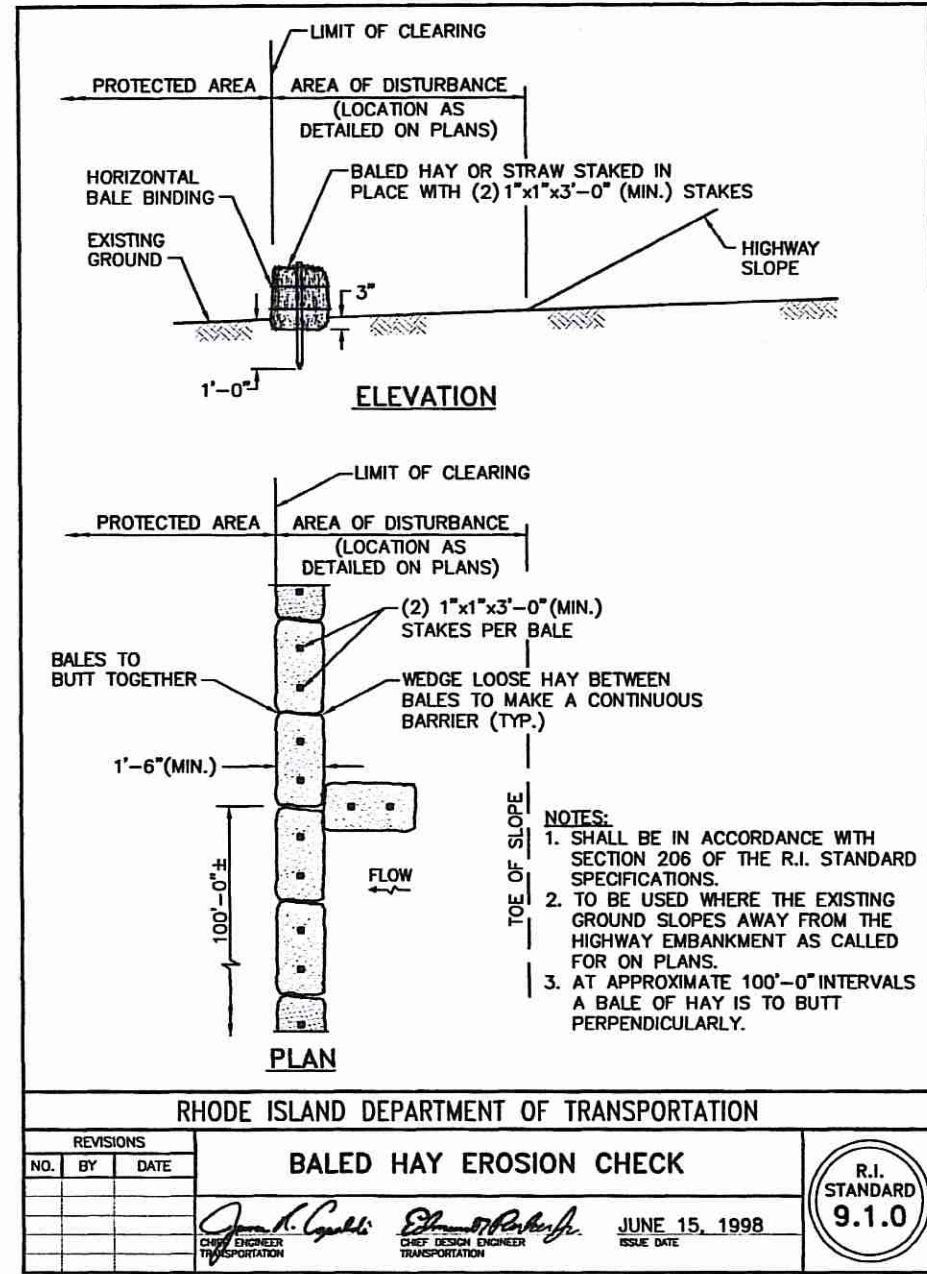 LIMIT OF CLEARING
PROTECTED AREA
AREA OF DISTURBANCE
(LOCATION AS
DETAILED ON PLANS)
HORIZONTAL
BALE BINDING
BALED HAY OR STRAW STAKED IN
PLACE WITH (2) 1"x1"x3'-0" (MIN.) STAKES
EXISTING
GROUND
HIGHWAY
SLOPE
3"
1'-0"
ELEVATION
LIMIT OF CLEARING
PROTECTED AREA
AREA OF DISTURBANCE
(LOCATION AS
DETAILED ON PLANS)
(2) 1"x1"x3'-0" (MIN.)
STAKES PER BALE
BALES TO
BUTT TOGETHER
WEDGE LOOSE HAY BETWEEN
BALES TO MAKE A CONTINUOUS
BARRIER (TYP.)
1'-6"(MIN.)
100'-0"±
FLOW
TOE OF SLOPE
NOTES:
1. SHALL BE IN ACCORDANCE WITH
SECTION 206 OF THE R.I. STANDARD
SPECIFICATIONS.
2. TO BE USED WHERE THE EXISTING
GROUND SLOPES AWAY FROM THE
HIGHWAY EMBANKMENT AS CALLED
FOR ON PLANS.
3. AT APPROXIMATE 100'-0" INTERVALS
A BALE OF HAY IS TO BUTT
PERPENDICULARLY.
PLAN
RHODE ISLAND DEPARTMENT OF TRANSPORTATION
REVISIONS
NO. BY DATE
BALED HAY EROSION CHECK
CHIEF ENGINEER
TRANSPORTATION
CHIEF DESIGN ENGINEER
TRANSPORTATION
JUNE 15, 1998
ISSUE DATE
R.I.
STANDARD
9.1.0